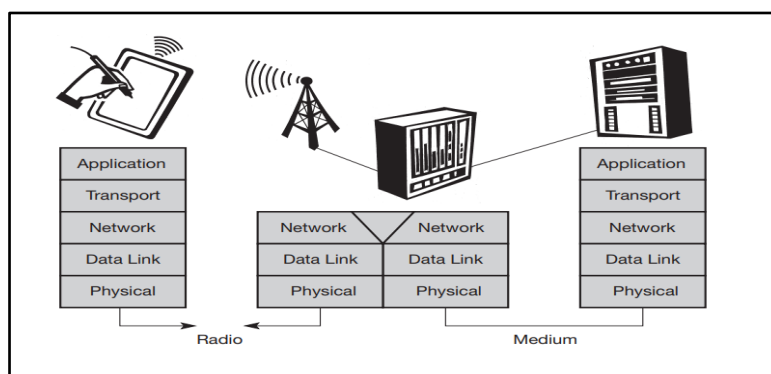 Application
Transport
Network
Data Link
Physical
Network Network
Data Link Data Link
Physical Physical
Application
Transport
Network
Data Link
Physical
Radio
Medium